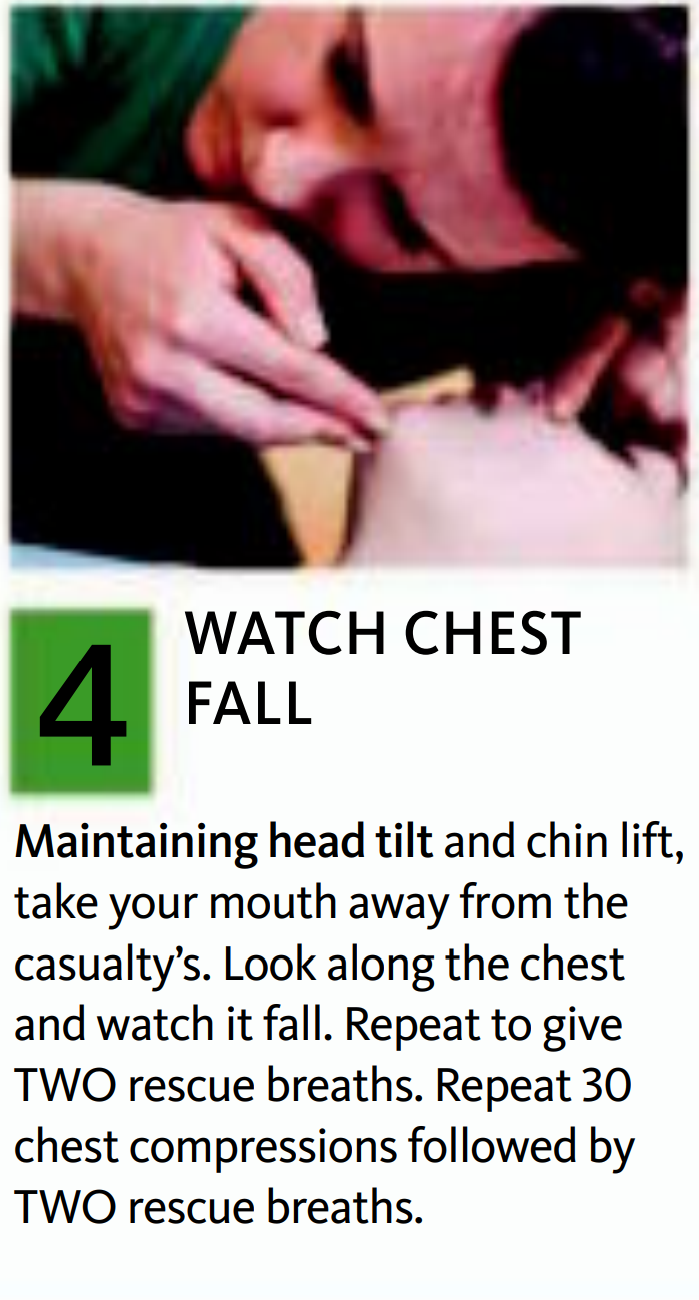 4
WATCH CHEST
FALL
Maintaining head tilt and chin lift,
take your mouth away from the
casualty’s. Look along the chest
and watch it fall. Repeat to give
TWO rescue breaths. Repeat 30
chest compressions followed by
TWO rescue breaths.